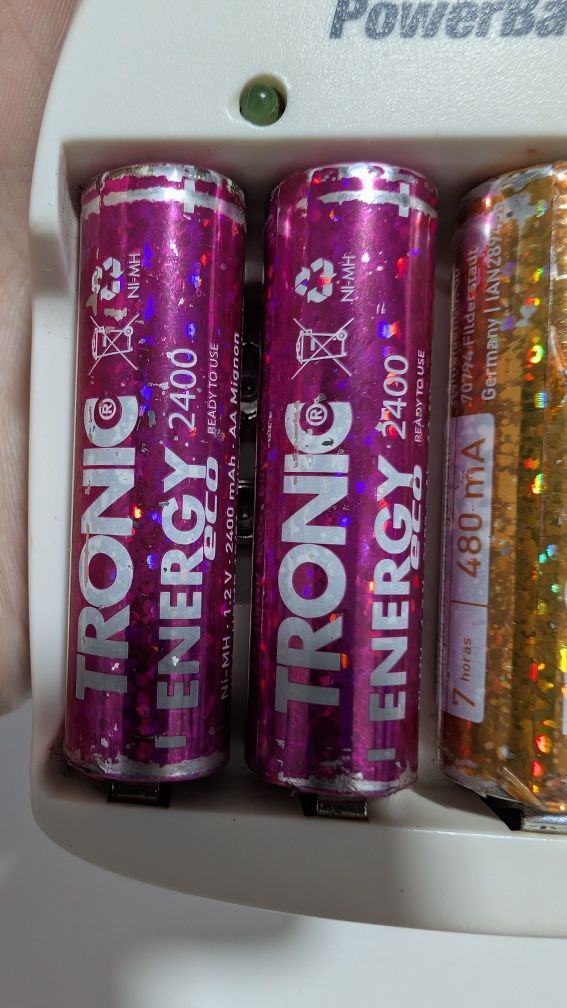 PowerBa
+
NI-MH
TRONIC®
ENERGY 2400
eco
READY TO USE
NI-MH · 1.2 V · 2400 mAh · AA Mignon
+
NI-MH
TRONIC®
ENERGY 2400
eco
READY TO USE
70794 Filderstadt
Germany | IAN 2894
7 horas | 480 mA